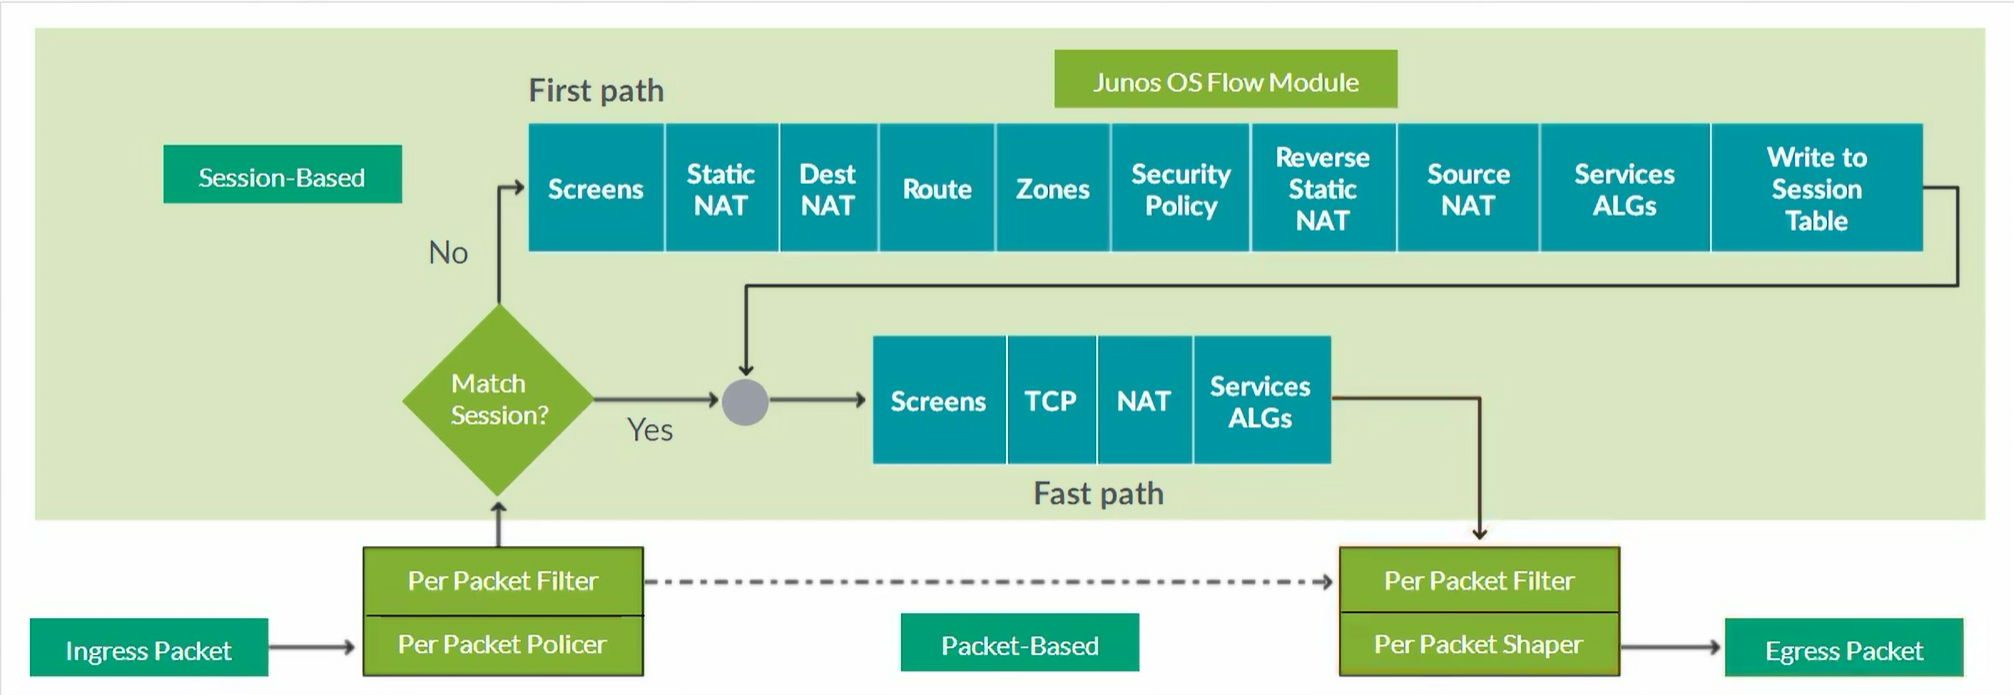 Junos OS Flow Module
First path
Session-Based
Screens
Static
NAT
Dest
NAT
Route
Zones
Security
Policy
Reverse
Static
NAT
Source
NAT
Services
ALGs
Write to
Session
Table
No
Match
Session?
Yes
Screens
TCP
NAT
Services
ALGs
Fast path
Per Packet Filter
Per Packet Policer
Ingress Packet
Packet-Based
Per Packet Filter
Per Packet Shaper
Egress Packet